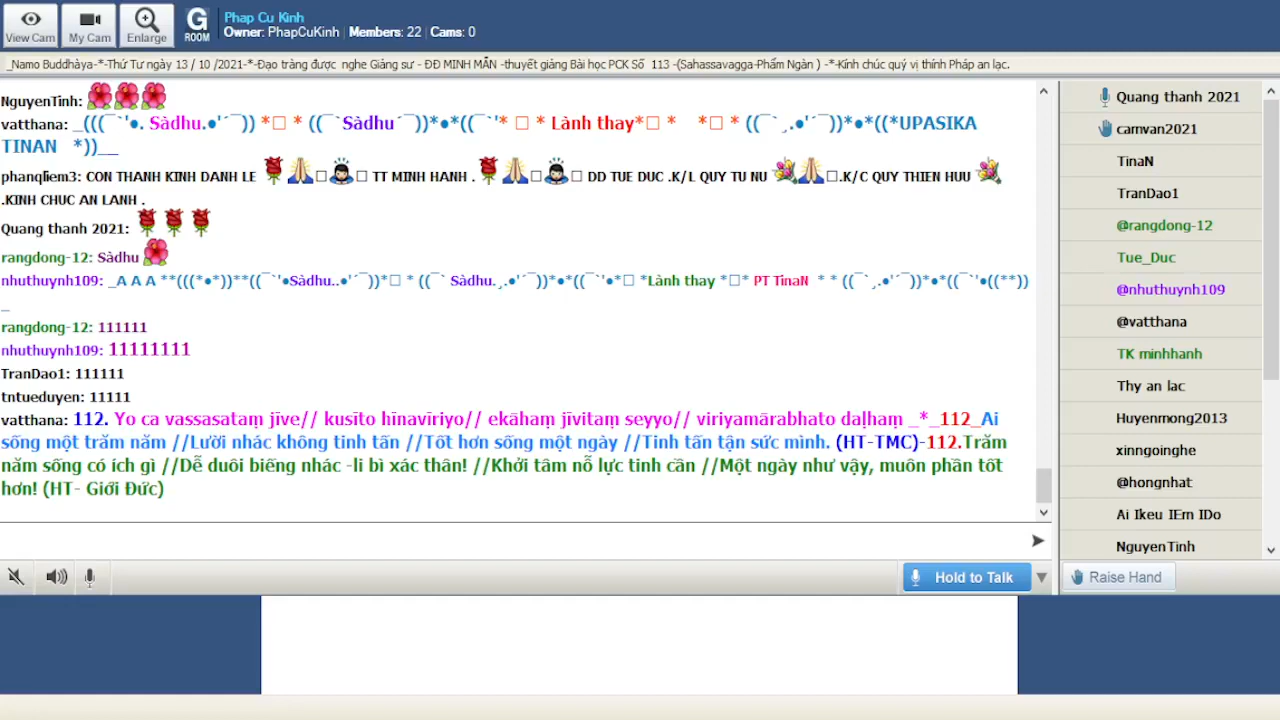 View Cam
My Cam
Enlarge
G
ROOM
Phap Cu Kinh
Owner: PhapCuKinh | Members: 22 | Cams: 0
_Namo Buddhàya-*-Thứ Tư ngày 13 / 10 /2021-*-Đạo tràng được nghe Giảng sư - ĐĐ MINH MẪN -thuyết giảng Bài học PCK Số 113 -(Sahassavagga-Phẩm Ngàn ) -*-Kính chúc quý vị thính Pháp an lạc.
NguyenTinh:
vatthana: _(((¯`'•. Sàdhu.•'´¯)) *□ * ((¯`Sàdhu´¯))*•*((¯`'* □ * Lành thay*□ * *□ * ((¯`¸.•'´¯))*•*((*UPASIKA
TINAN *))__
phanqliem3: CON THANH KINH DANH LE □ □ TT MINH HANH . □ □ DD TUE DUC .K/L QUY TU NU □.K/C QUY THIEN HUU
.KINH CHUC AN LANH .
Quang thanh 2021:
rangdong-12: Sàdhu
nhuthuynh109: _A A A **(((*•*))**((¯`'•Sàdhu..•'´¯))*□ * ((¯` Sàdhu.¸.•'´¯))*•*((¯`'•*□ *Lành thay *□* PT TinaN * * ((¯`¸.•'´¯))*•*((¯`'•((**))
_
rangdong-12: 111111
nhuthuynh109: 11111111
TranDao1: 111111
tntueduyen: 11111
vatthana: 112. Yo ca vassasataṃ jīve// kusīto hīnavīriyo// ekāhaṃ jīvitaṃ seyyo// viriyamārabhato daḷhaṃ _*_112_Ai
sống một trăm năm //Lười nhác không tinh tấn //Tốt hơn sống một ngày //Tinh tấn tận sức mình. (HT-TMC)-112.Trăm
năm sống có ích gì //Dễ duôi biếng nhác -li bì xác thân! //Khởi tâm nỗ lực tinh cần //Một ngày như vậy, muôn phần tốt
hơn! (HT- Giới Đức)
Quang thanh 2021
camvan2021
TinaN
TranDao1
@rangdong-12
Tue_Duc
@nhuthuynh109
@vatthana
TK minhhanh
Thy an lac
Huyenmong2013
xinngoinghe
@hongnhat
Ai Ikeu IEm IDo
NguyenTinh
Hold to Talk
Raise Hand